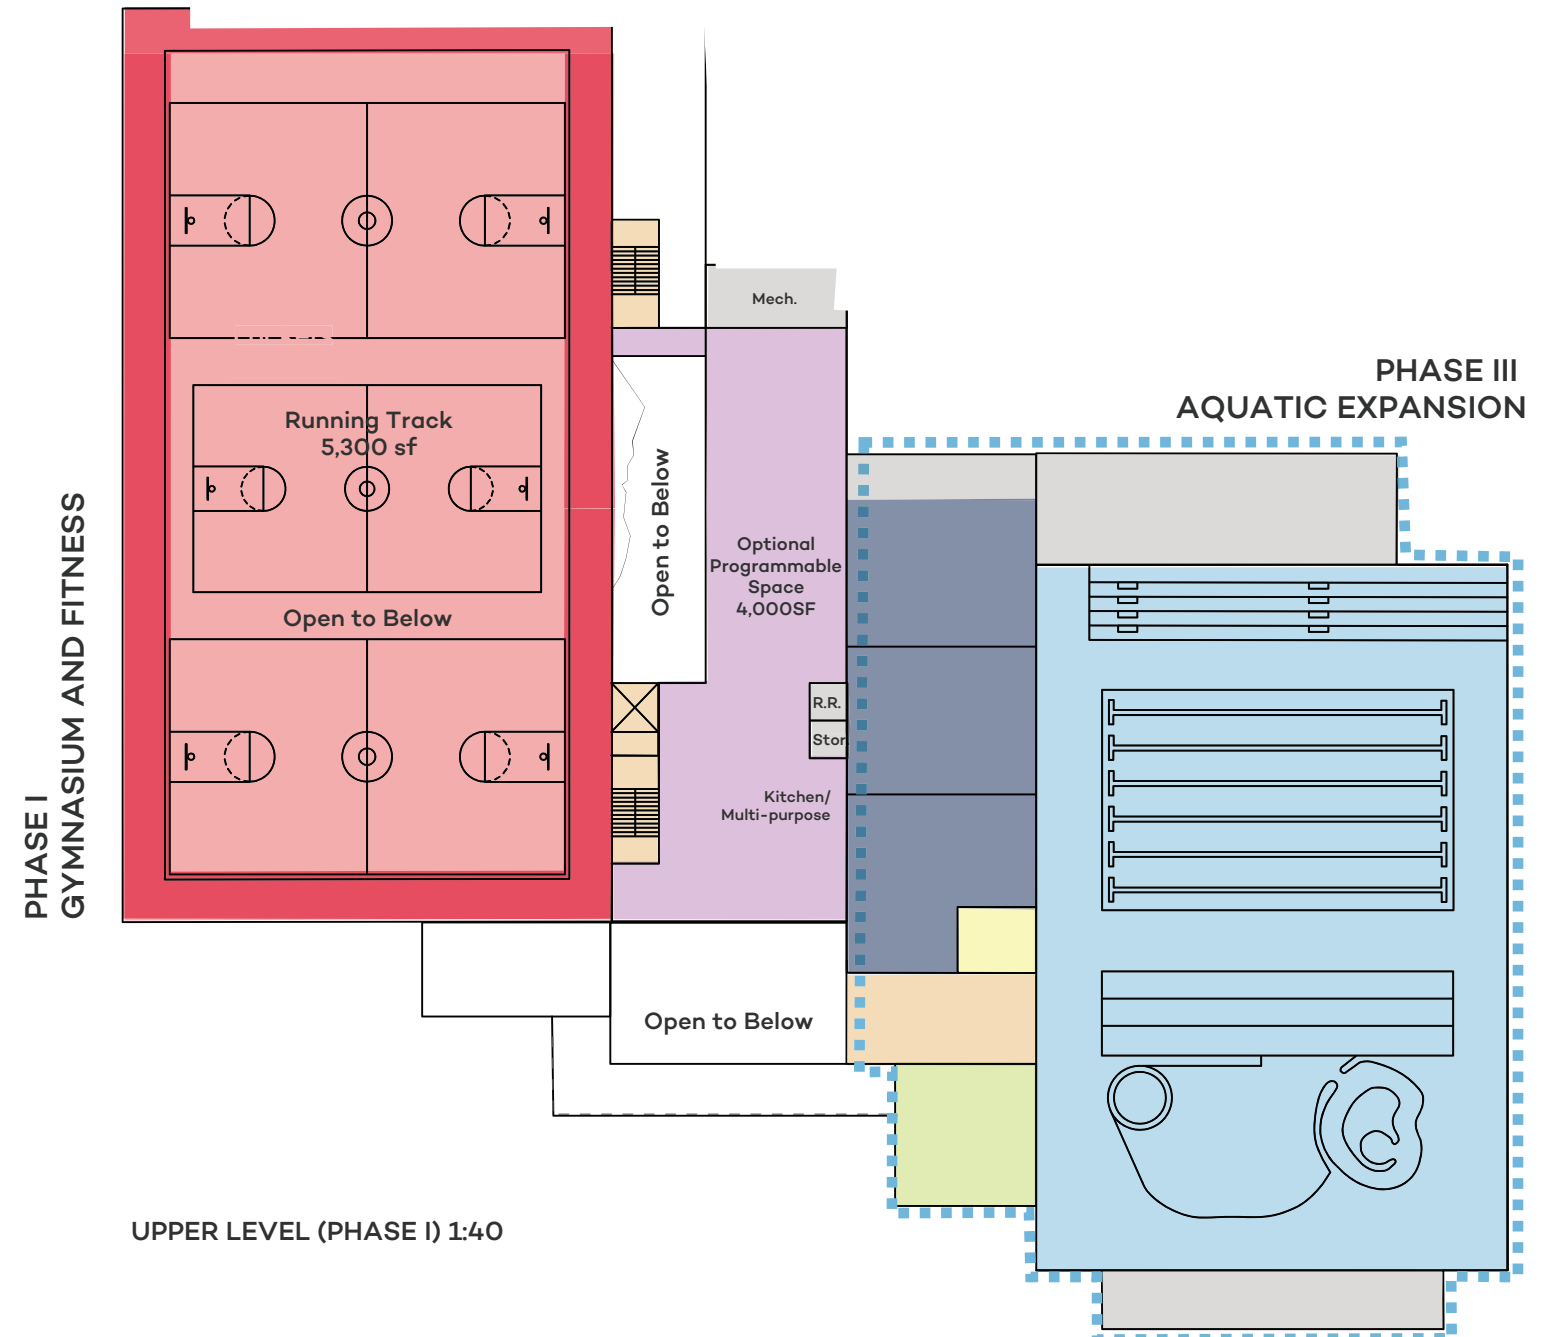 PHASE I
GYMNASIUM AND FITNESS
Running Track
5,300 sf
Open to Below
Open to Below
Mech.
Optional
Programmable
Space
4,000SF
R.R.
Stor
Kitchen/
Multi-purpose
Open to Below
PHASE III
AQUATIC EXPANSION
UPPER LEVEL (PHASE I) 1:40